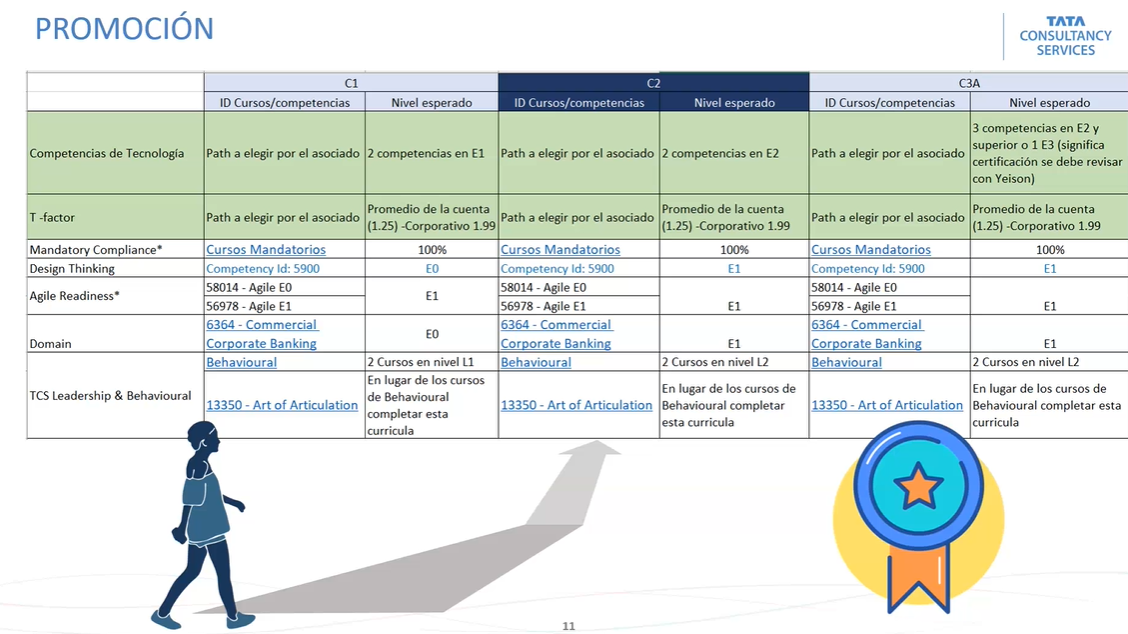 PROMOCIÓN
TATA
CONSULTANCY
SERVICES
C1 C2 C3A
ID Cursos/competencias Nivel esperado ID Cursos/competencias Nivel esperado ID Cursos/competencias Nivel esperado
Competencias de Tecnología Path a elegir por el asociado 2 competencias en E1 Path a elegir por el asociado 2 competencias en E2 Path a elegir por el asociado
3 competencias en E2 y
superior o 1 E3 (significa
certificación se debe revisar
con Yeison)
T -factor Path a elegir por el asociado
Promedio de la cuenta
(1.25) -Corporativo 1.99
Path a elegir por el asociado
Promedio de la cuenta
(1.25) -Corporativo 1.99
Path a elegir por el asociado
Promedio de la cuenta
(1.25) -Corporativo 1.99
Mandatory Compliance* Cursos Mandatorios 100% Cursos Mandatorios 100% Cursos Mandatorios 100%
Design Thinking Competency Id: 5900 E0 Competency Id: 5900 E1 Competency Id: 5900 E1
Agile Readiness*
58014 - Agile E0
56978 - Agile E1
E1
58014 - Agile E0
56978 - Agile E1
E1
58014 - Agile E0
56978 - Agile E1
E1
Domain
6364 - Commercial
Corporate Banking
E0
6364 - Commercial
Corporate Banking
E1
6364 - Commercial
Corporate Banking
E1
TCS Leadership & Behavioural
Behavioural 2 Cursos en nivel L1 Behavioural 2 Cursos en nivel L2 Behavioural 2 Cursos en nivel L2
13350 - Art of Articulation
En lugar de los cursos
de Behavioural
completar esta
curricula
13350 - Art of Articulation
En lugar de los cursos de
Behavioural completar
esta curricula
13350 - Art of Articulation
En lugar de los cursos de
Behavioural completar esta
curricula
11